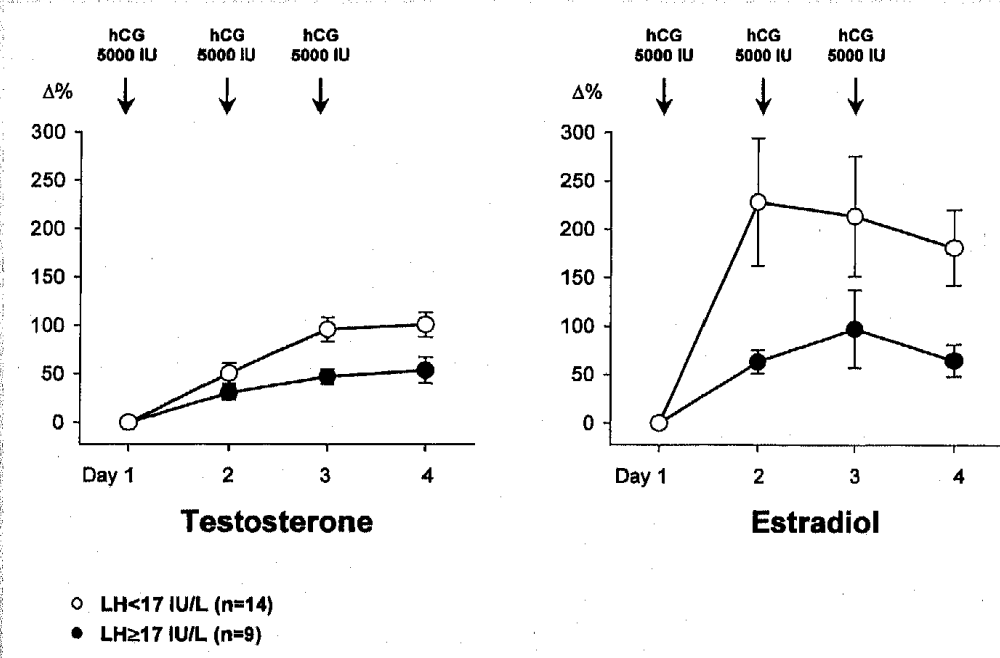 hCG
5000 IU
hCG
5000 IU
hCG
5000 IU
Δ%
300
250
200
150
100
50
0
Day 1
2
3
4
Testosterone
hCG
5000 IU
hCG
5000 IU
hCG
5000 IU
Δ%
300
250
200
150
100
50
0
Day 1
2
3
4
Estradiol
LH<17 IU/L (n=14)
LH≥17 IU/L (n=9)